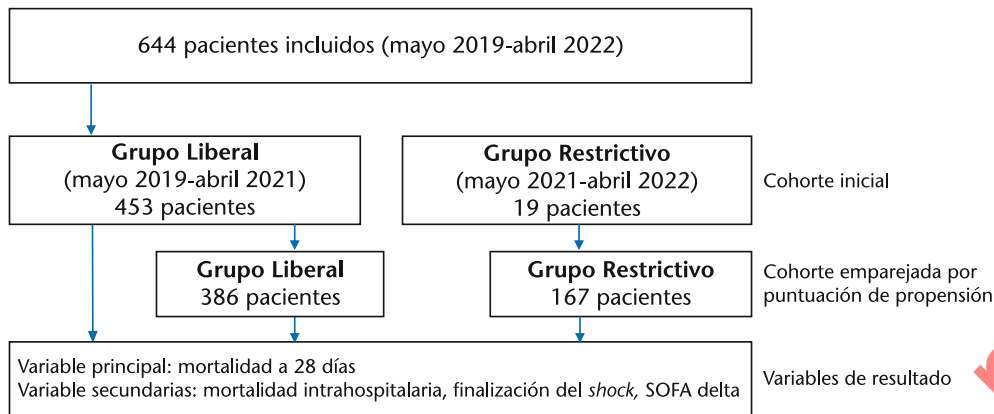 644 pacientes incluidos (mayo 2019-abril 2022)
Grupo Liberal
(mayo 2019-abril 2021)
453 pacientes
Grupo Restrictivo
(mayo 2021-abril 2022)
19 pacientes
Cohorte inicial
Grupo Liberal
386 pacientes
Grupo Restrictivo
167 pacientes
Cohorte emparejada por
puntuación de propensión
Variable principal: mortalidad a 28 días
Variable secundarias: mortalidad intrahospitalaria, finalización del shock, SOFA delta
Variables de resultado